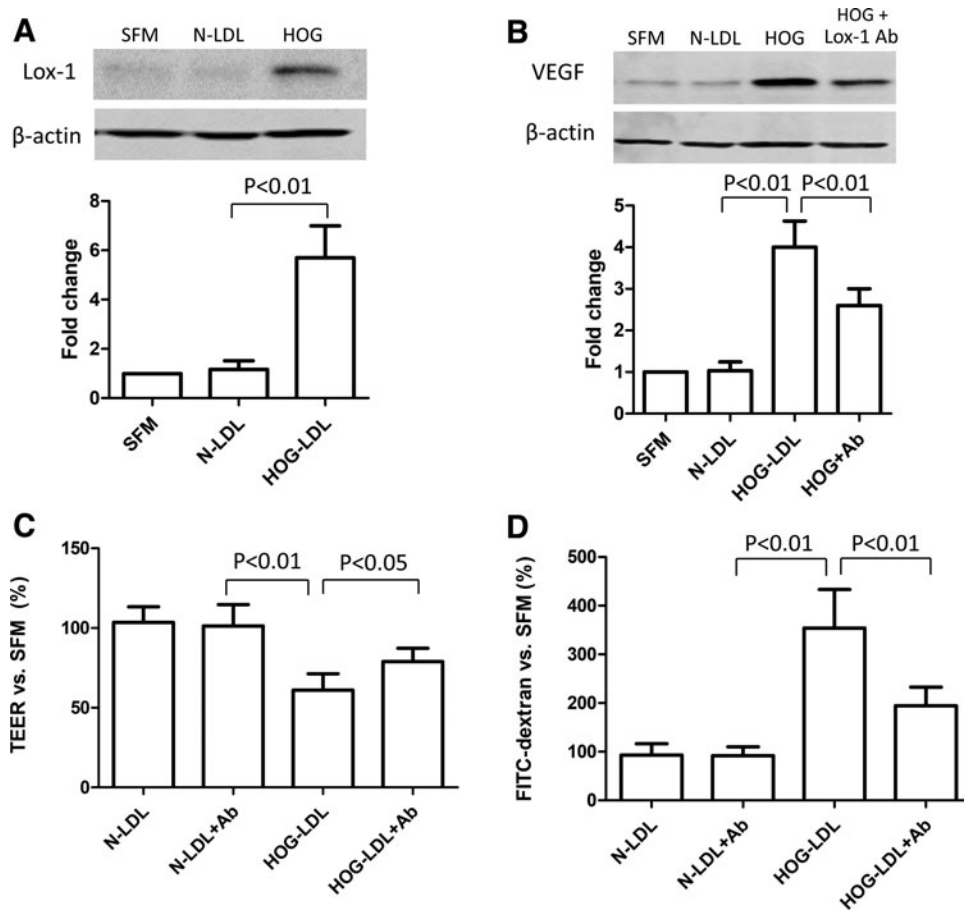 A
SFM N-LDL HOG
Lox-1
β-actin
P<0.01
Fold change
8
6
4
2
0
SFM
N-LDL
HOG-LDL
B
SFM N-LDL HOG HOG +
Lox-1 Ab
VEGF
β-actin
P<0.01 P<0.01
Fold change
5
4
3
2
1
0
SFM
N-LDL
HOG-LDL
HOG+Ab
C
P<0.01 P<0.05
TEER vs. SFM (%)
150
100
50
0
N-LDL
N-LDL+Ab
HOG-LDL
HOG-LDL+Ab
D
P<0.01 P<0.01
FITC-dextran vs. SFM (%)
500
400
300
200
100
0
N-LDL
N-LDL+Ab
HOG-LDL
HOG-LDL+Ab